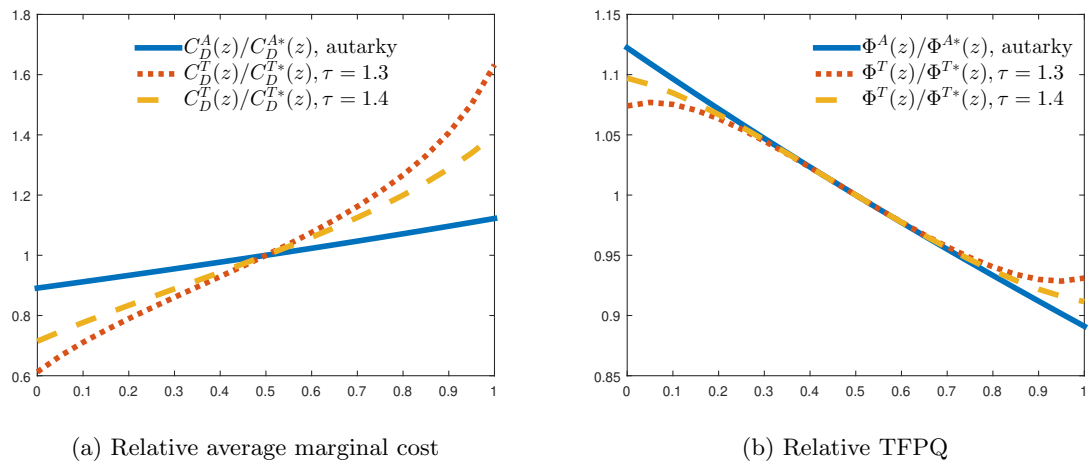 1.8
1.6
1.4
1.2
1
0.8
0.6
0 0.1 0.2 0.3 0.4 0.5 0.6 0.7 0.8 0.9 1
C_D^A(z)/C_D^{A*}(z), autarky
C_D^T(z)/C_D^{T*}(z), τ = 1.3
C_D^T(z)/C_D^{T*}(z), τ = 1.4
(a) Relative average marginal cost
1.15
1.1
1.05
1
0.95
0.9
0.85
0 0.1 0.2 0.3 0.4 0.5 0.6 0.7 0.8 0.9 1
Φ^A(z)/Φ^{A*}(z), autarky
Φ^T(z)/Φ^{T*}(z), τ = 1.3
Φ^T(z)/Φ^{T*}(z), τ = 1.4
(b) Relative TFPQ